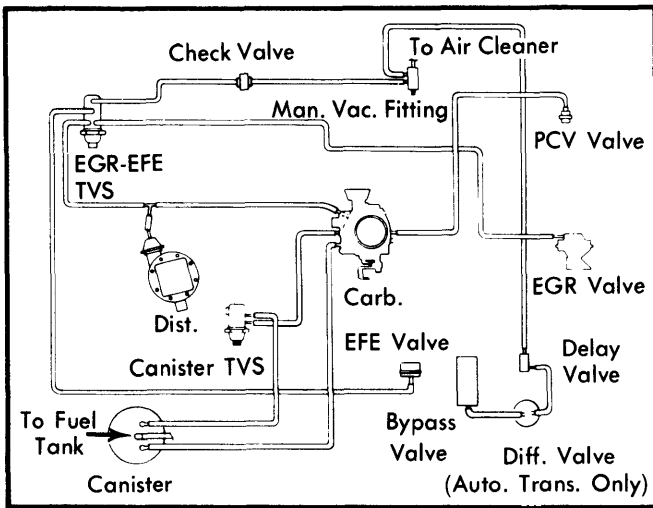 Check Valve
To Air Cleaner
Man. Vac. Fitting
PCV Valve
EGR-EFE
TVS
EGR Valve
Carb.
Dist.
Canister TVS
EFE Valve
Delay
Valve
To Fuel
Tank
Bypass
Valve
Canister
Diff. Valve
(Auto. Trans. Only)